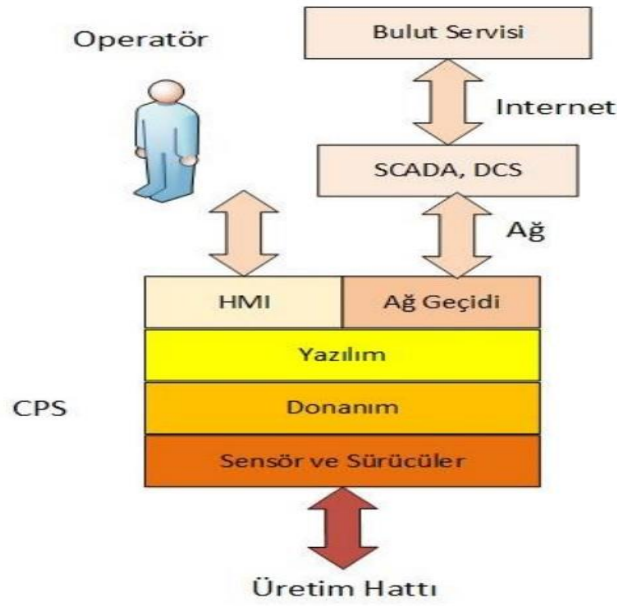 Operatör
Bulut Servisi
Internet
SCADA, DCS
Ağ
HMI
Ağ Geçidi
Yazılım
CPS
Donanım
Sensör ve Sürücüler
Üretim Hattı